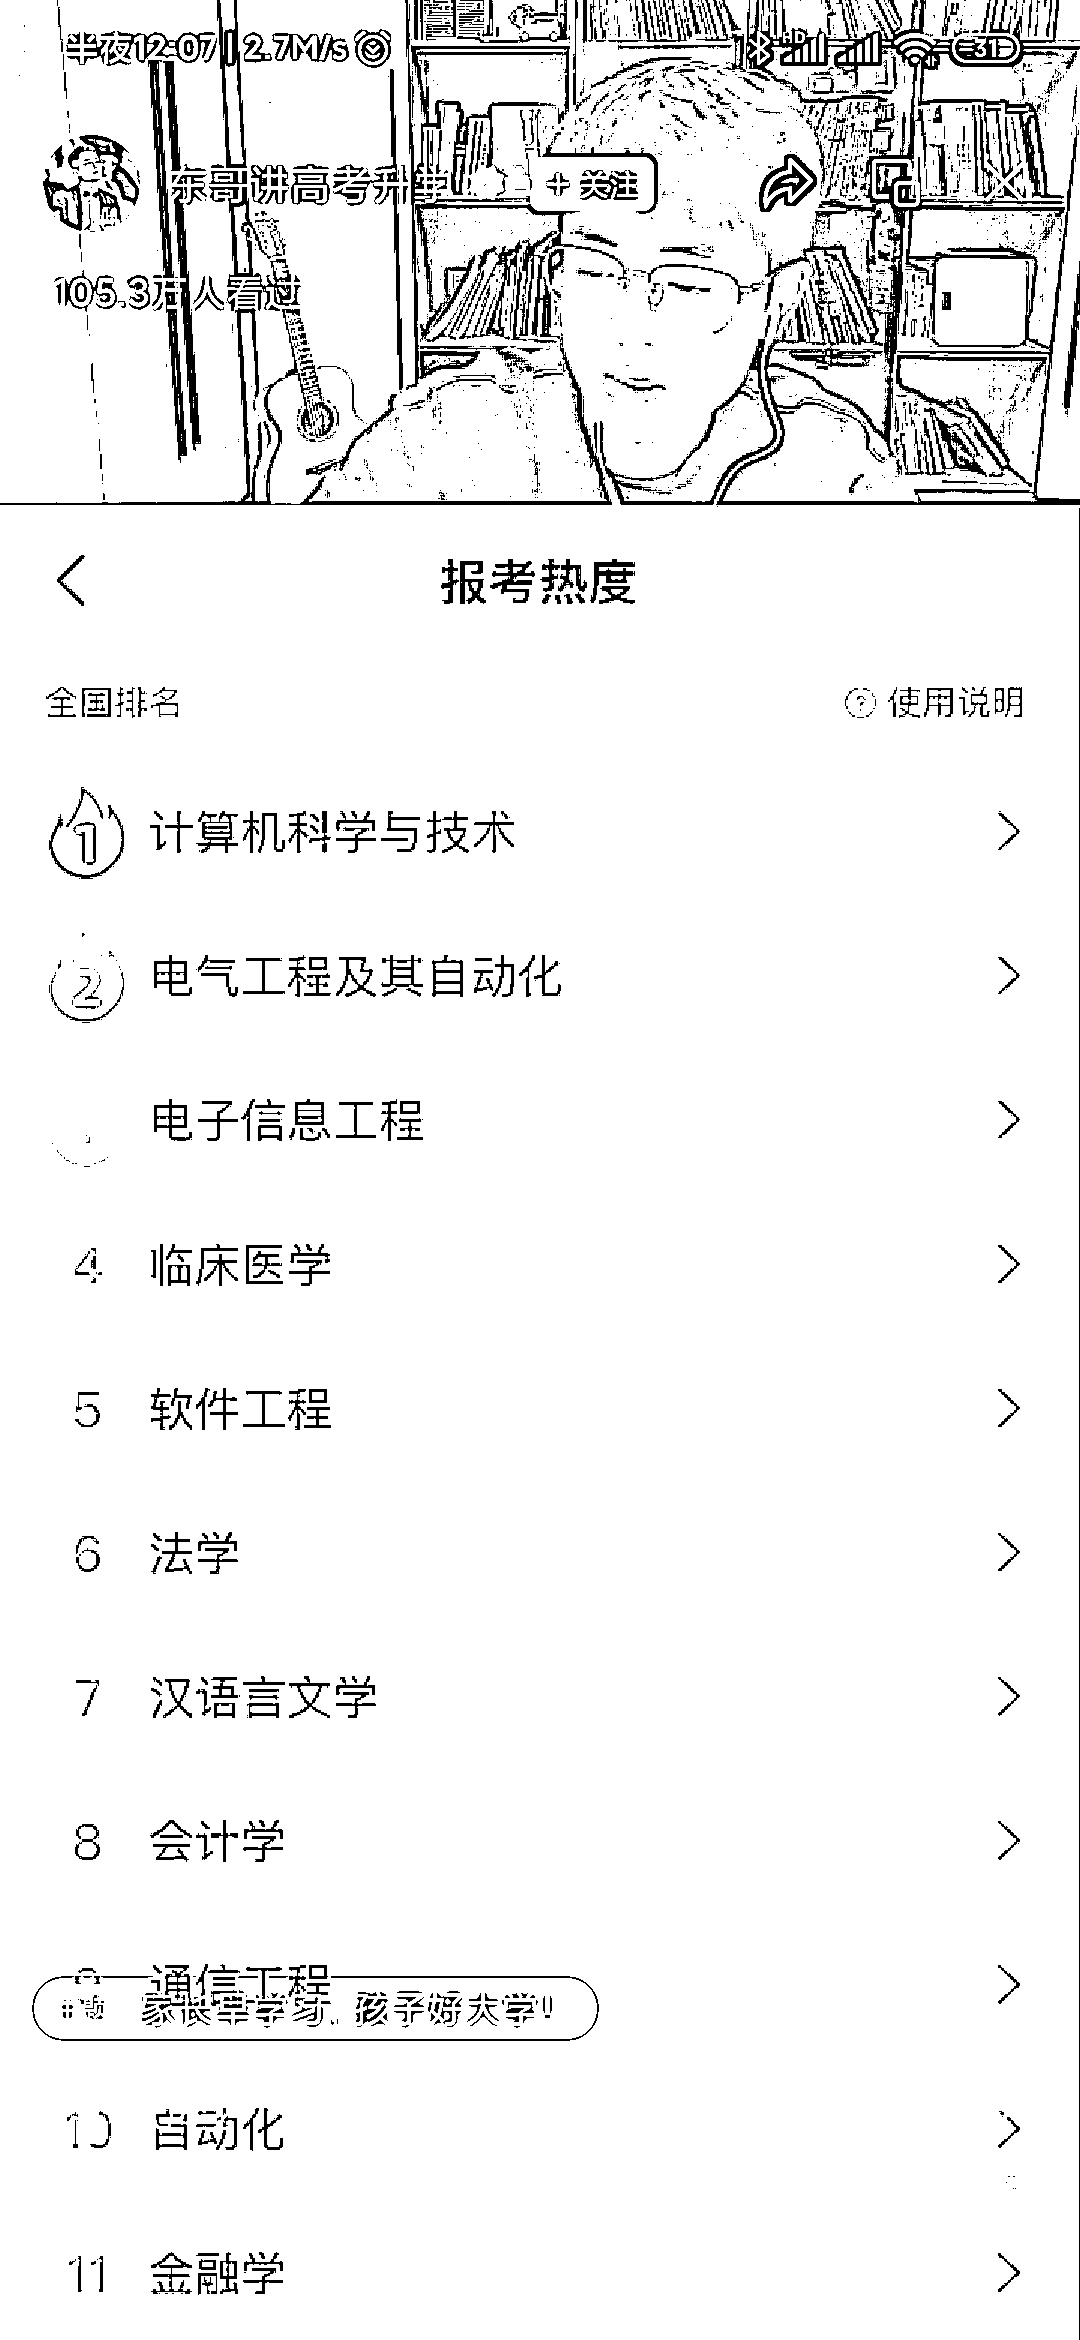 半夜12:07 | 2.7M/s
31
东哥讲高考升学
+ 关注
105.3万人看过
报考热度
全国排名
? 使用说明
1 计算机科学与技术
2 电气工程及其自动化
电子信息工程
4 临床医学
5 软件工程
6 法学
7 汉语言文学
8 会计学
9 通信工程
家长早学习，孩子好大学！
10 自动化
11 金融学